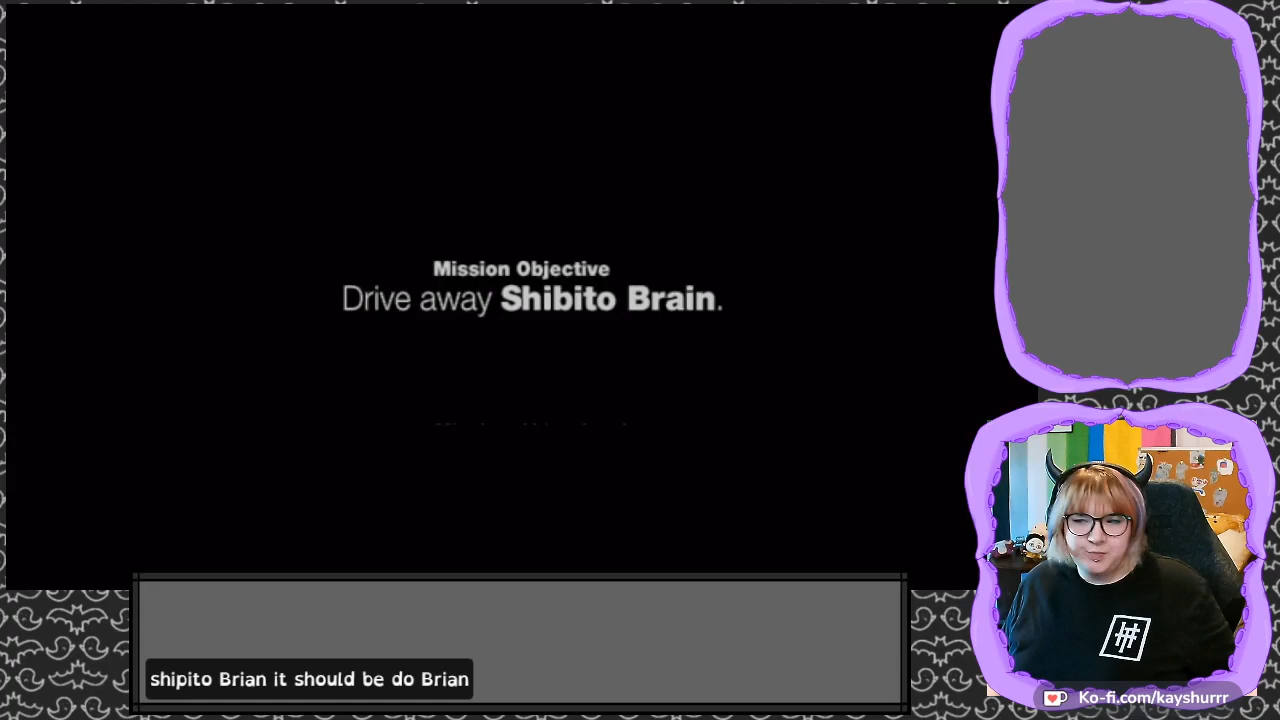 Mission Objective
Drive away Shibito Brain.
shipito Brian it should be do Brian
Ko-fi.com/kayshurrr